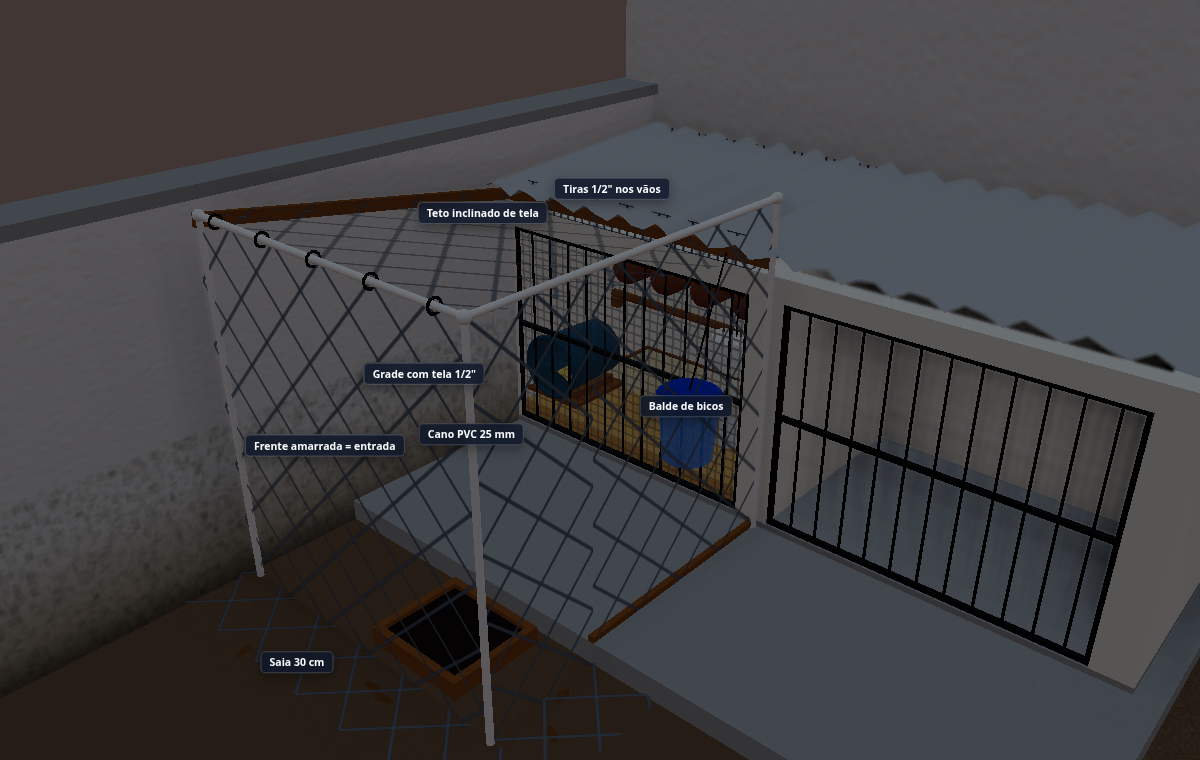 Tiras 1/2" nos vãos
Teto inclinado de tela
Grade com tela 1/2"
Balde de bicos
Cano PVC 25 mm
Frente amarrada = entrada
Saia 30 cm